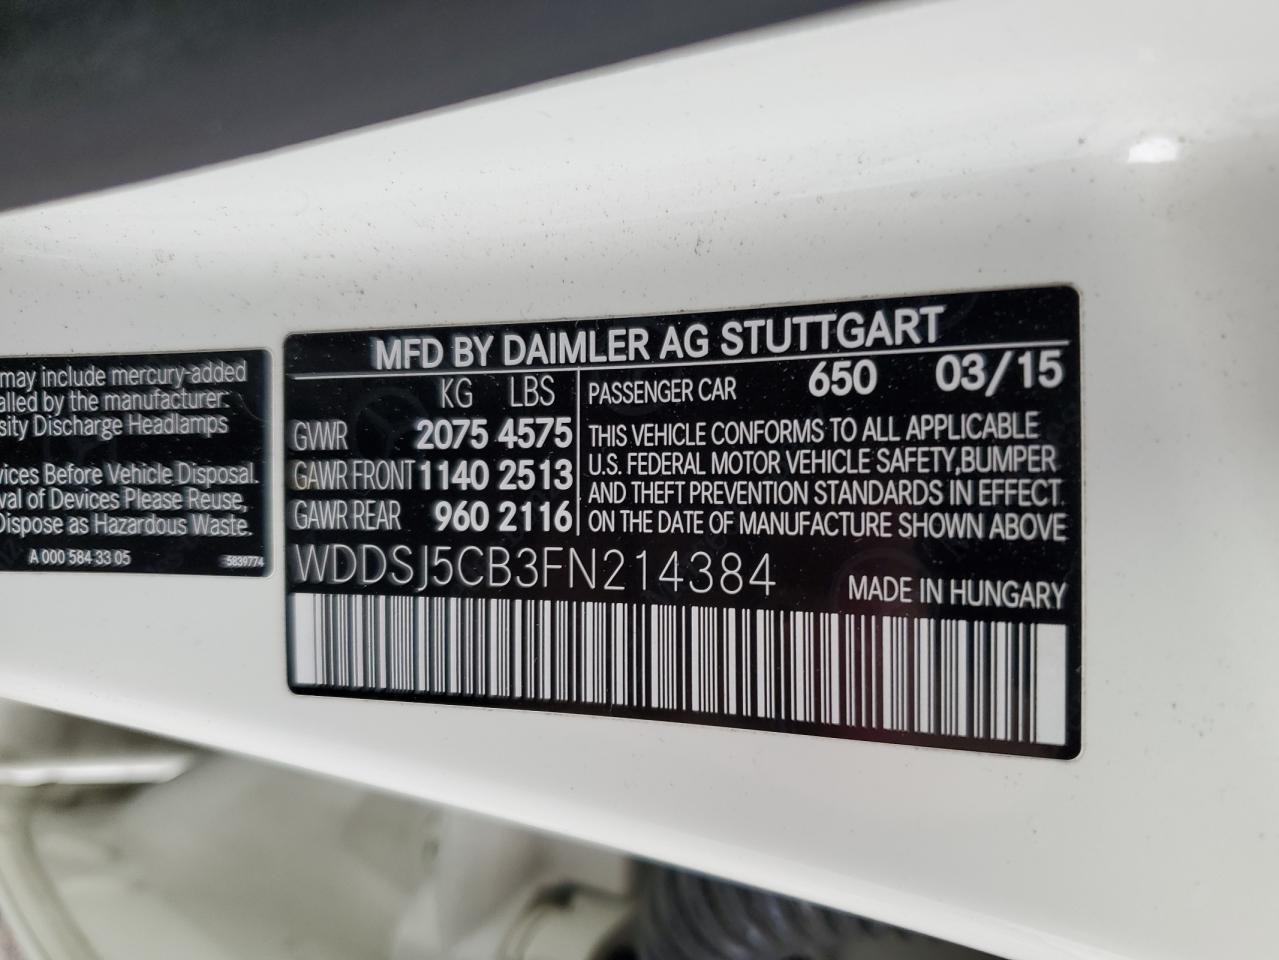 may include mercury-added
alled by the manufacturer:
sity Discharge Headlamps
vices Before Vehicle Disposal.
val of Devices Please Reuse,
Dispose as Hazardous Waste.
A 000 584 33 05 5839774
MFD BY DAIMLER AG STUTTGART
KG LBS
GVWR 2075 4575
GAWR FRONT 1140 2513
GAWR REAR 960 2116
PASSENGER CAR 650 03/15
THIS VEHICLE CONFORMS TO ALL APPLICABLE
U.S. FEDERAL MOTOR VEHICLE SAFETY,BUMPER
AND THEFT PREVENTION STANDARDS IN EFFECT
ON THE DATE OF MANUFACTURE SHOWN ABOVE
WDDSJ5CB3FN214384
MADE IN HUNGARY